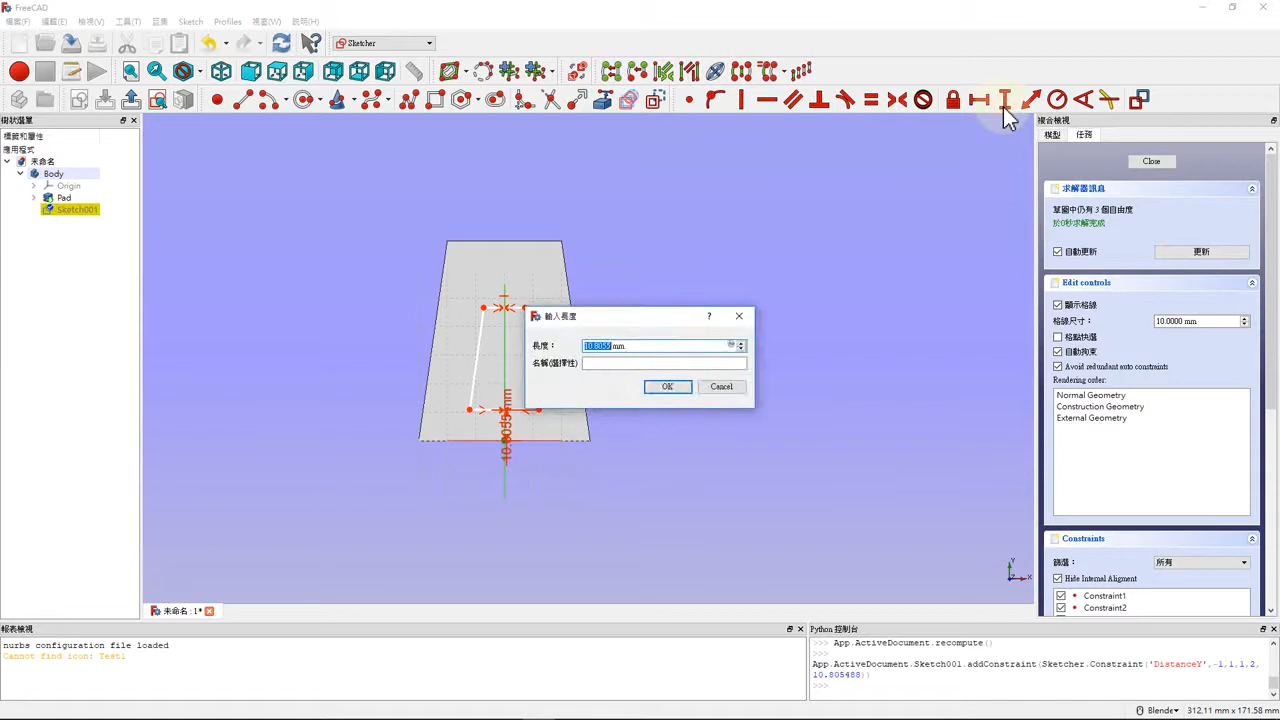 FreeCAD
檔案(F) 編輯(E) 檢視(V) 工具(T) 巨集 Sketch Profiles 視窗(W) 說明(H)
Sketcher
樹狀選單
標籤和屬性
應用程式
未命名
Body
Origin
Pad
Sketch001
10.8055 mm
輸入長度
長度：
10.8055 mm
名稱(選擇性)
OK
Cancel
複合檢視
模型 任務
Close
求解器訊息
草圖中仍有 3 個自由度
於0秒求解完成
自動更新
更新
Edit controls
顯示格線
格線尺寸：
10.0000 mm
格點快選
自動拘束
Avoid redundant auto constraints
Rendering order:
Normal Geometry
Construction Geometry
External Geometry
Constraints
篩選：
所有
Hide Internal Aligment
Constraint1
Constraint2
Y
Z
X
未命名 : 1*
報表檢視
nurbs configuration file loaded
Cannot find icon: Test1
Python 控制台
>>> App.ActiveDocument.recompute()
>>>
App.ActiveDocument.Sketch001.addConstraint(Sketcher.Constraint('DistanceY',-1,1,1,2,
10.805488))
>>>
Blende
312.11 mm x 171.58 mm